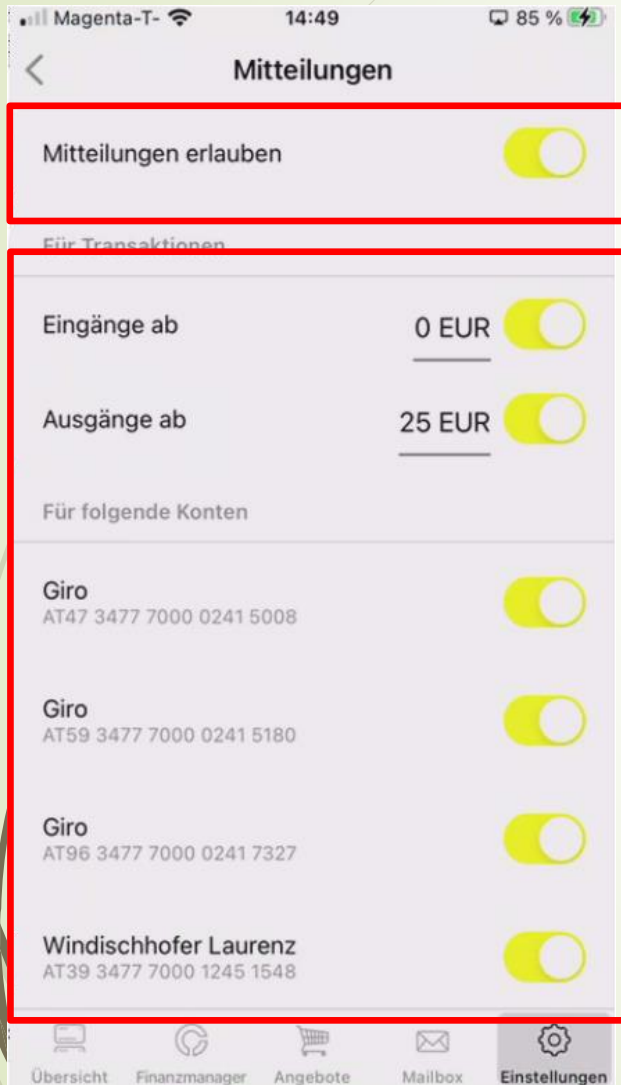 Magenta-T- 14:49 85 %
Mitteilungen
Mitteilungen erlauben
Für Transaktionen
Eingänge ab 0 EUR
Ausgänge ab 25 EUR
Für folgende Konten
Giro
AT47 3477 7000 0241 5008
Giro
AT59 3477 7000 0241 5180
Giro
AT96 3477 7000 0241 7327
Windischhofer Laurenz
AT39 3477 7000 1245 1548
Übersicht Finanzmanager Angebote Mailbox Einstellungen